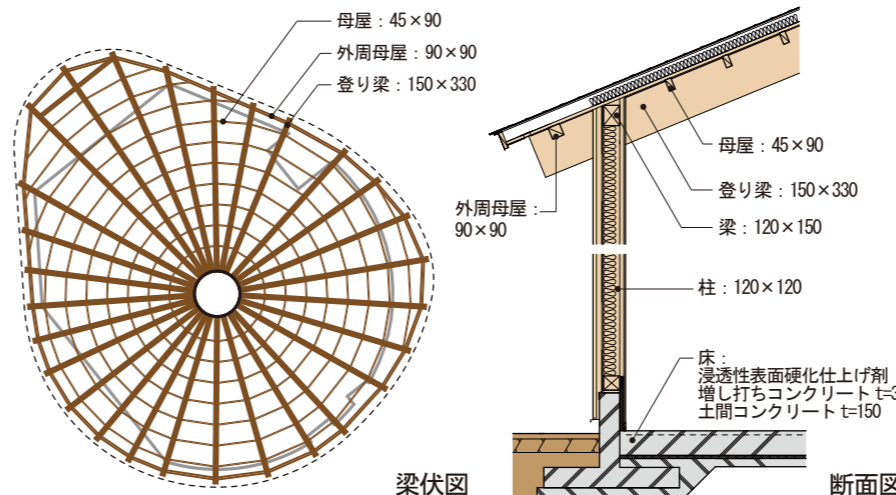 母屋：45×90
外周母屋：90×90
登り梁：150×330
梁伏図
母屋：45×90
登り梁：150×330
外周母屋：
90×90
梁：120×150
柱：120×120
床：
浸透性表面硬化仕上げ剤
増し打ちコンクリート t=3
土間コンクリート t=150
断面図